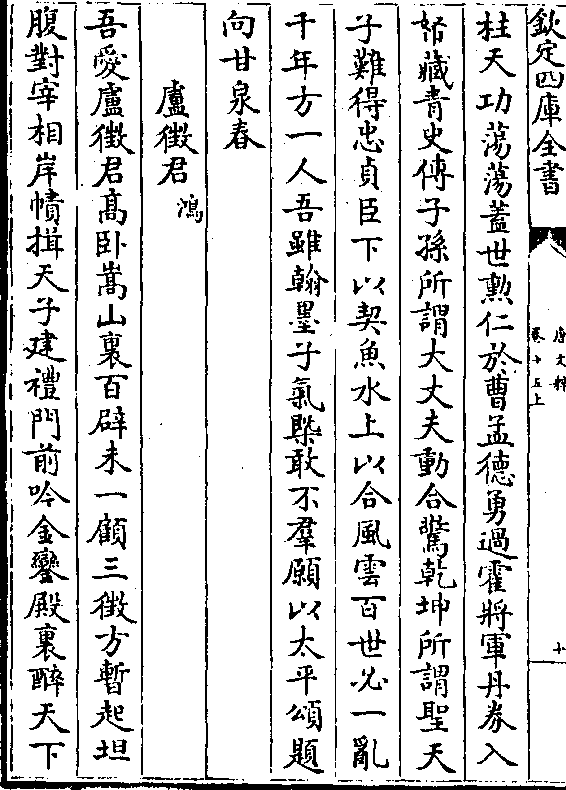 欽定四庫全書
唐文粹
卷十五上
十
柱天功蕩蕩蓋世勲仁於曹孟德勇過霍將軍丹券入
帑藏青史傳子孫所謂大丈夫動合驚乾坤所謂聖天
子難得忠貞臣下以契魚水上以合風雲百世必一亂
千年方一人吾雖翰墨子氣槩敢不羣願以太平頌題
向甘泉春
盧徵君鴻
吾愛盧徵君髙卧嵩山裏百辟未一顧三徵方暫起坦
腹對宰相岸幘揖天子建禮門前吟金鑾殿裏醉天下